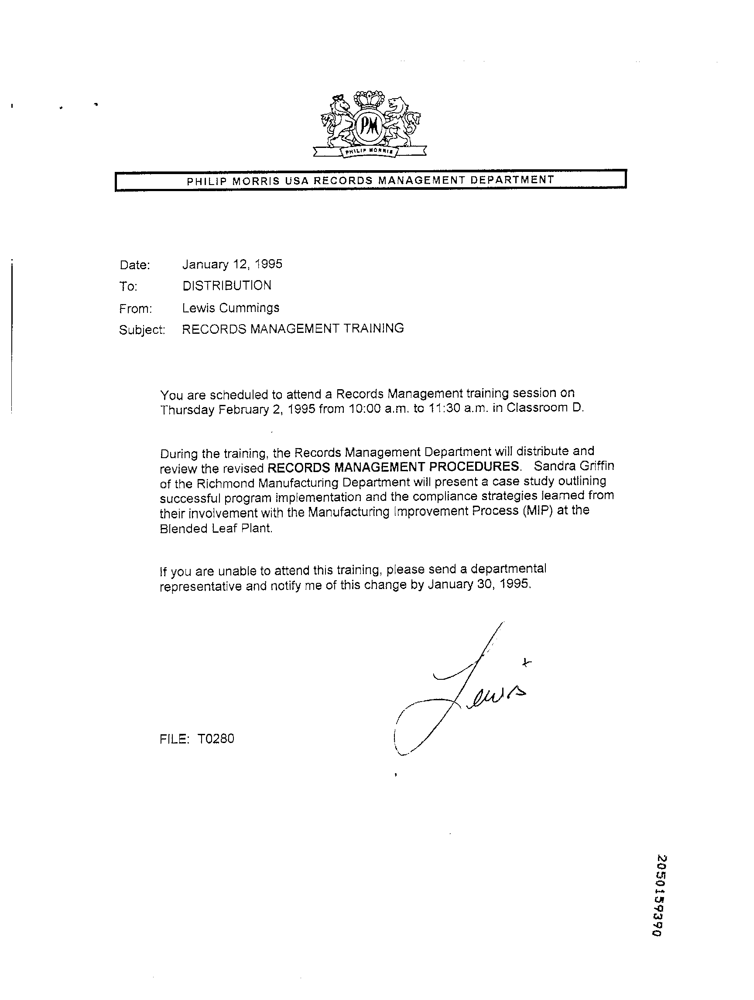 PM
PHILIP MORRIS
PHILIP MORRIS USA RECORDS MANAGEMENT DEPARTMENT
Date: January 12, 1995
To: DISTRIBUTION
From: Lewis Cummings
Subject: RECORDS MANAGEMENT TRAINING
You are scheduled to attend a Records Management training session on
Thursday February 2, 1995 from 10:00 a.m. to 11:30 a.m. in Classroom D.
During the training, the Records Management Department will distribute and
review the revised RECORDS MANAGEMENT PROCEDURES. Sandra Griffin
of the Richmond Manufacturing Department will present a case study outlining
successful program implementation and the compliance strategies learned from
their involvement with the Manufacturing Improvement Process (MIP) at the
Blended Leaf Plant.
If you are unable to attend this training, please send a departmental
representative and notify me of this change by January 30, 1995.
Lewis
FILE: T0280
2050159390